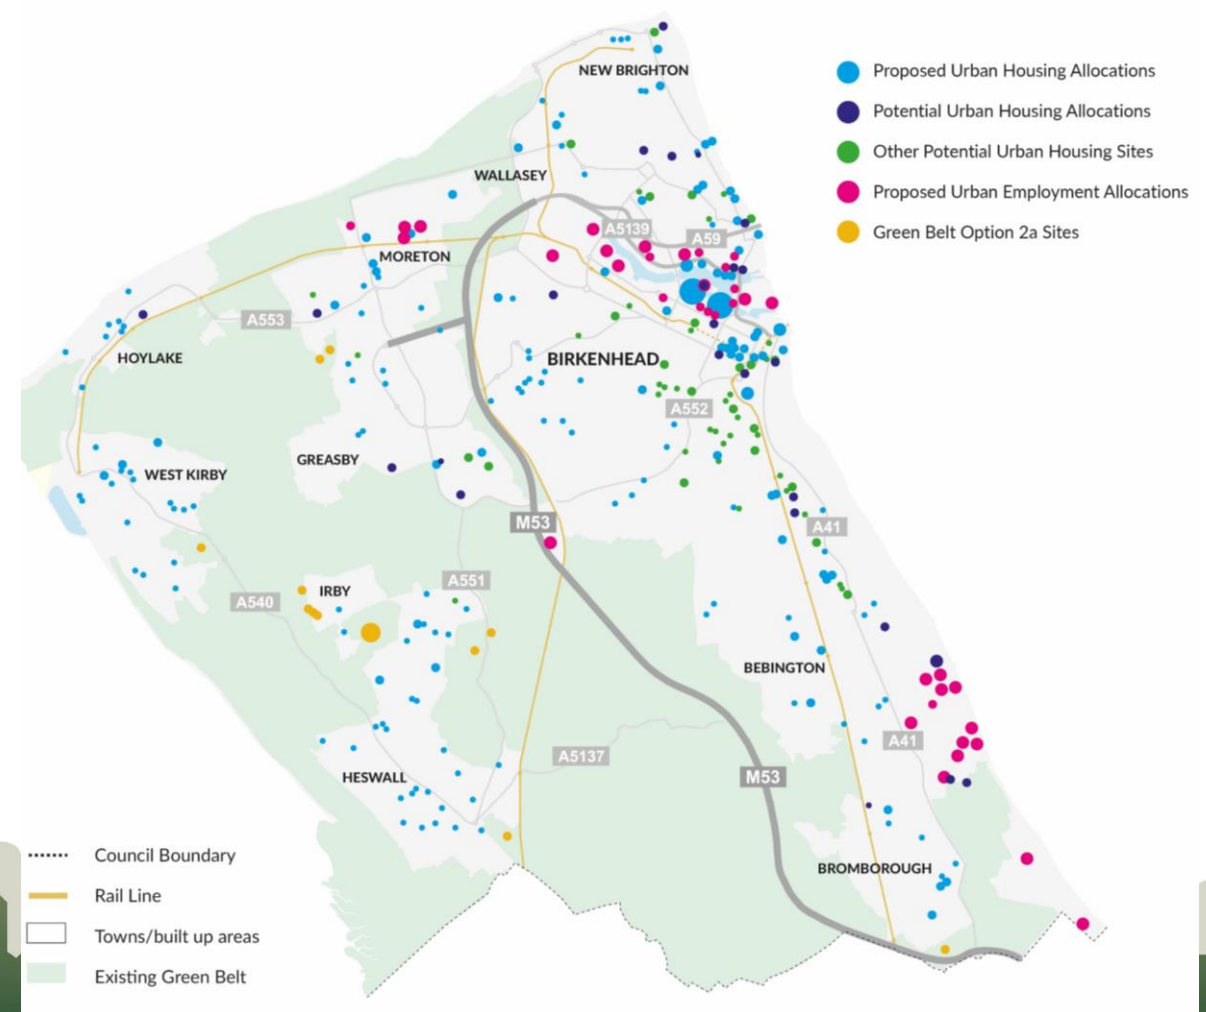 NEW BRIGHTON
Proposed Urban Housing Allocations
Potential Urban Housing Allocations
Other Potential Urban Housing Sites
Proposed Urban Employment Allocations
Green Belt Option 2a Sites
WALLASEY
A5139
A59
MORETON
A553
HOYLAKE
BIRKENHEAD
A552
GREASBY
WEST KIRBY
M53
A41
A551
IRBY
A540
BEBINGTON
A41
A5137
HESWALL
M53
BROMBOROUGH
Council Boundary
Rail Line
Towns/built up areas
Existing Green Belt